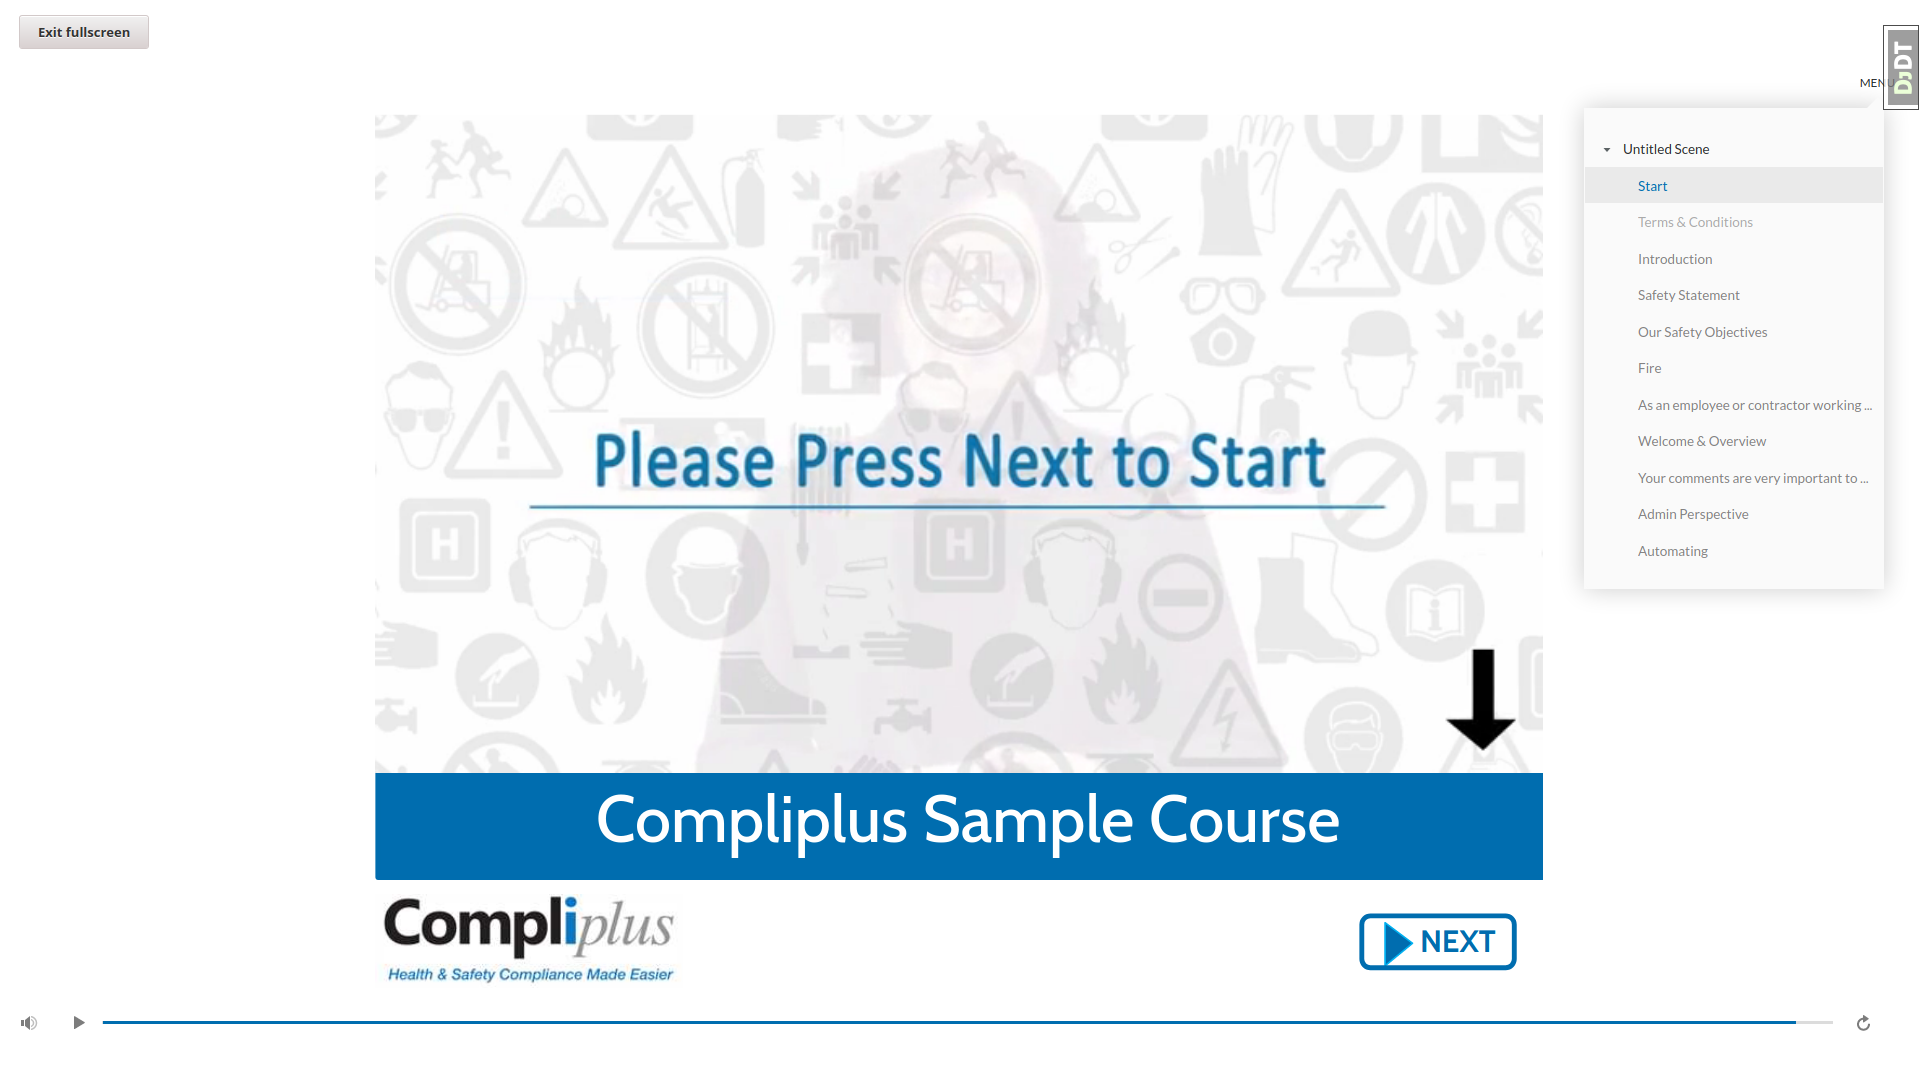 Exit fullscreen
DJDT
MENU
Untitled Scene
Start
Terms & Conditions
Introduction
Safety Statement
Our Safety Objectives
Fire
As an employee or contractor working ...
Welcome & Overview
Your comments are very important to ...
Admin Perspective
Automating
H
H
Please Press Next to Start
Compliplus Sample Course
Compliplus
Health & Safety Compliance Made Easier
NEXT